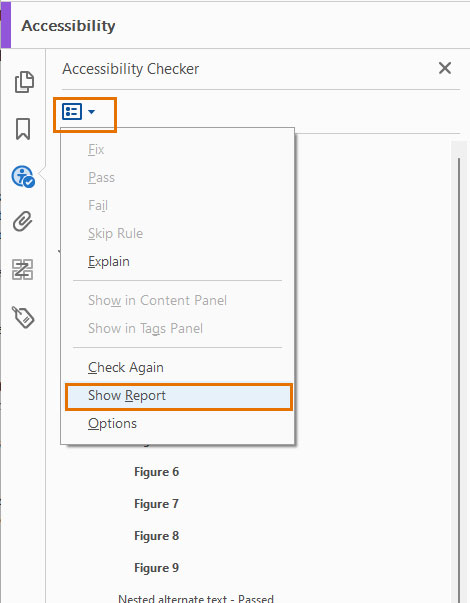 Accessibility
Accessibility Checker
Fix
Pass
Fail
Skip Rule
Explain
Show in Content Panel
Show in Tags Panel
Check Again
Show Report
Options
Figure 6
Figure 7
Figure 8
Figure 9
Nested alternate text - Passed